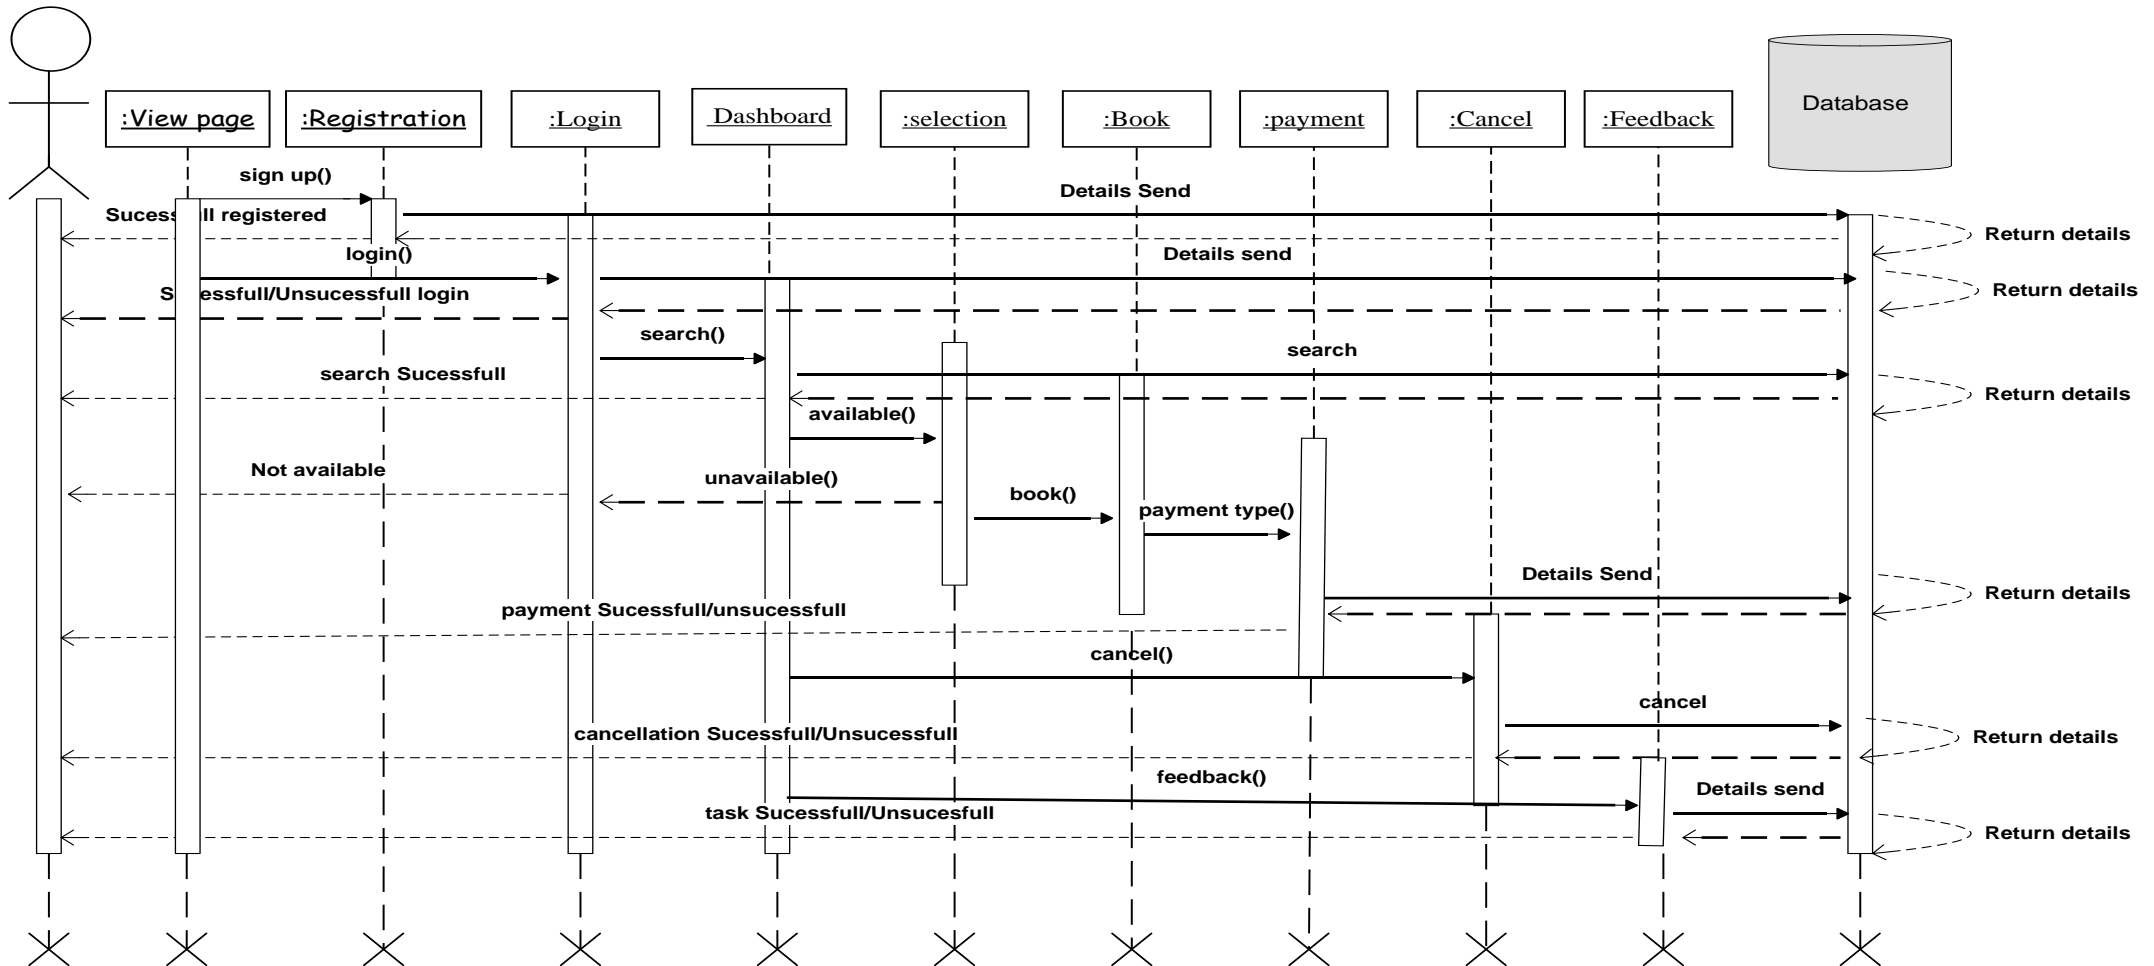 :View page
:Registration
:Login
Dashboard
:selection
:Book
:payment
:Cancel
:Feedback
Database
sign up()
Details Send
Sucessfull registered
Return details
login()
Details send
Return details
Sucessfull/Unsucessfull login
search()
search
search Sucessfull
Return details
available()
Not available
unavailable()
book()
payment type()
Details Send
Return details
payment Sucessfull/unsucessfull
cancel()
cancel
cancellation Sucessfull/Unsucessfull
Return details
feedback()
Details send
task Sucessfull/Unsucesfull
Return details